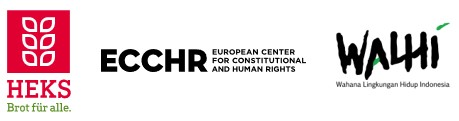 HEKS
Brot für alle.
ECCHR
EUROPEAN CENTER
FOR CONSTITUTIONAL
AND HUMAN RIGHTS
WALHI
Wahana Lingkungan Hidup Indonesia